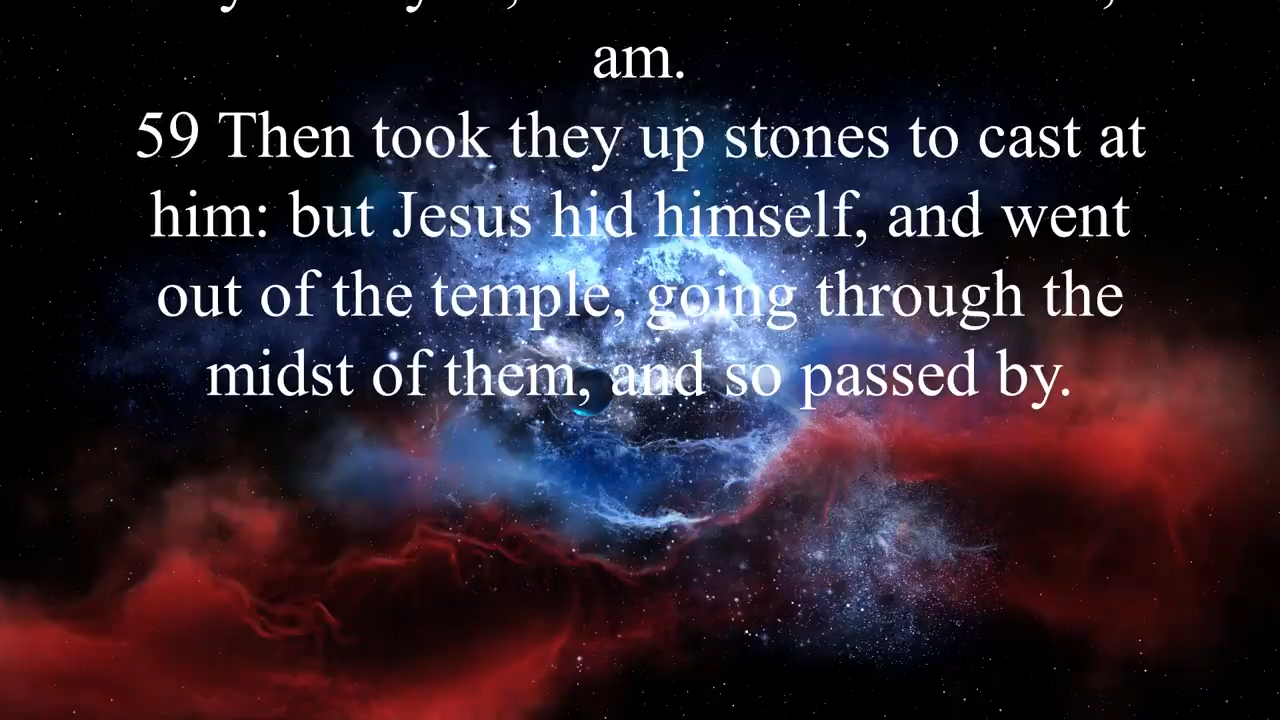 am.
59 Then took they up stones to cast at
him: but Jesus hid himself, and went
out of the temple, going through the
midst of them, and so passed by.